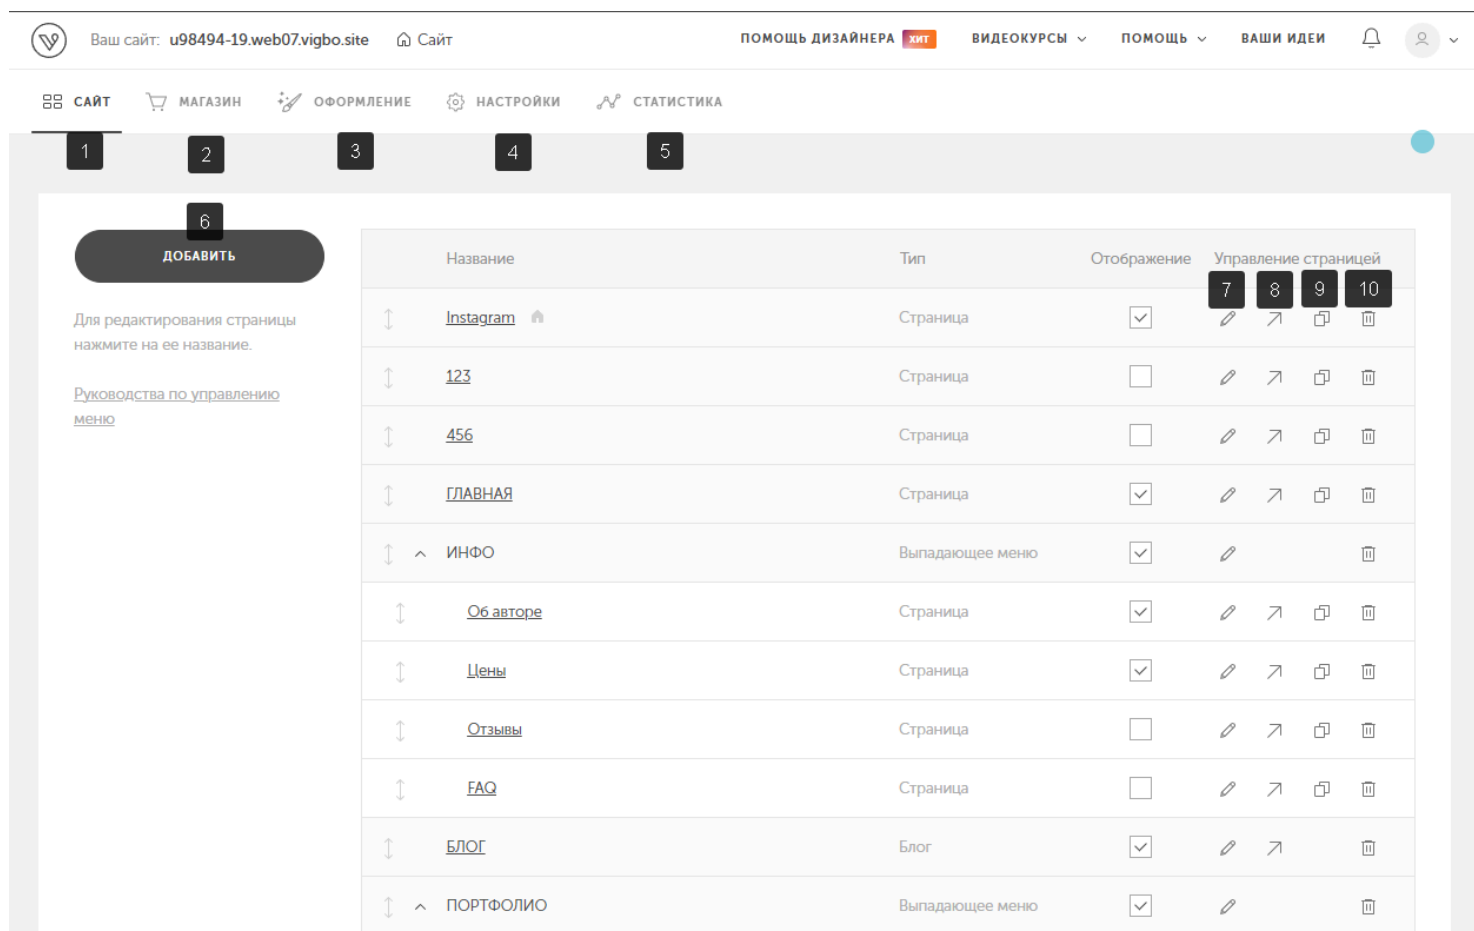 Ваш сайт: u98494-19.web07.vigbo.site Сайт ПОМОЩЬ ДИЗАЙНЕРА ХИТ ВИДЕОКУРСЫ ПОМОЩЬ ВАШИ ИДЕИ
САЙТ МАГАЗИН ОФОРМЛЕНИЕ НАСТРОЙКИ СТАТИСТИКА
1 2 3 4 5
6
ДОБАВИТЬ
Для редактирования страницы
нажмите на ее название.
Руководства по управлению
меню
Название Тип Отображение Управление страницей
7 8 9 10
Instagram Страница
123 Страница
456 Страница
ГЛАВНАЯ Страница
ИНФО Выпадающее меню
Об авторе Страница
Цены Страница
Отзывы Страница
FAQ Страница
БЛОГ Блог
ПОРТФОЛИО Выпадающее меню